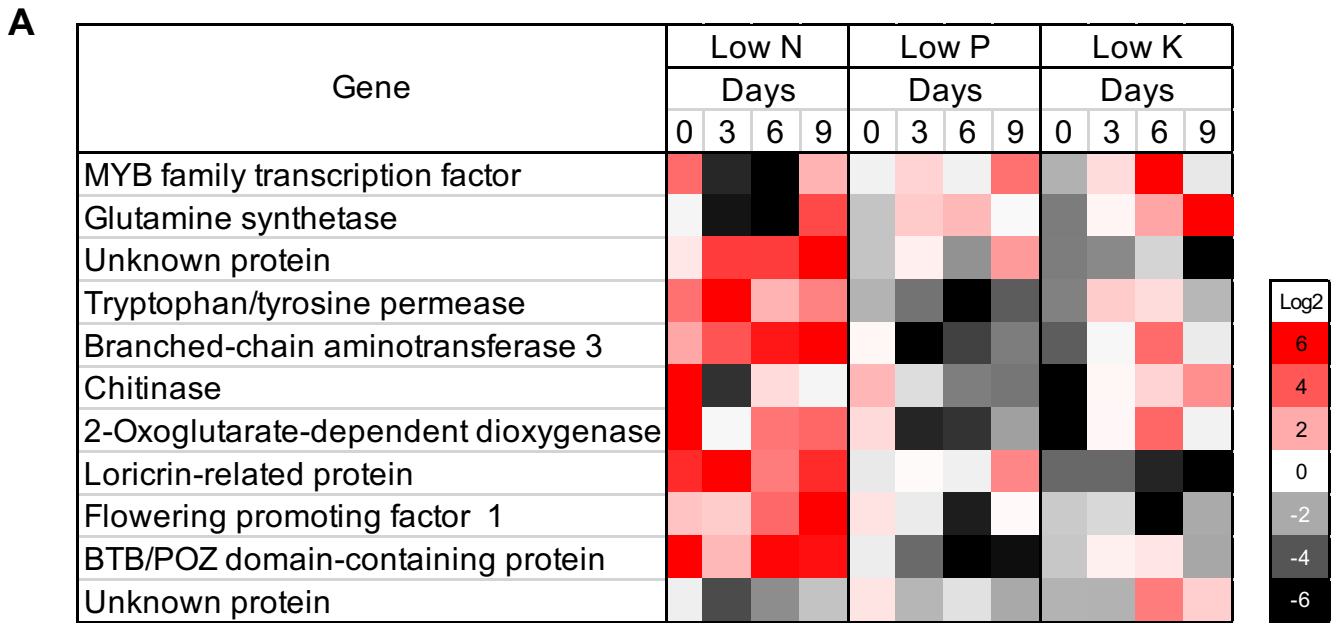 A
Gene
Low N Low P Low K
Days Days Days
0 3 6 9 0 3 6 9 0 3 6 9
MYB family transcription factor
Glutamine synthetase
Unknown protein
Tryptophan/tyrosine permease
Branched-chain aminotransferase 3
Chitinase
2-Oxoglutarate-dependent dioxygenase
Loricrin-related protein
Flowering promoting factor 1
BTB/POZ domain-containing protein
Unknown protein
Log2
6
4
2
0
-2
-4
-6